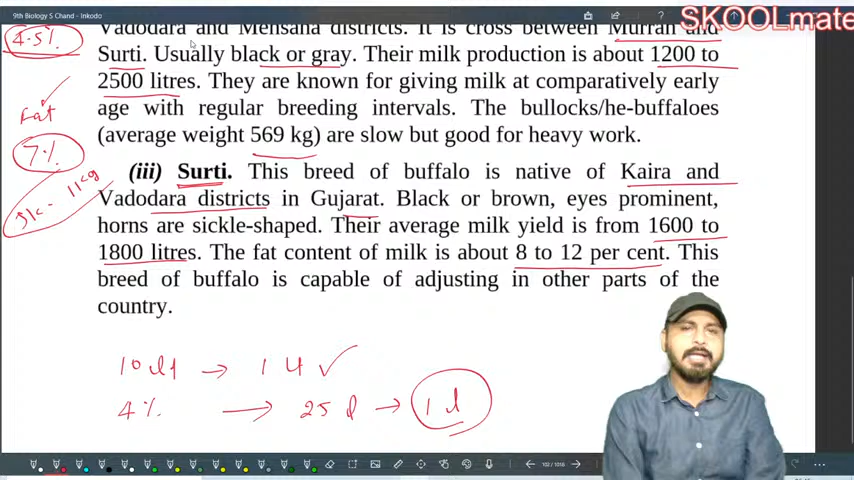 9th Biology S Chand - Inkodo
SKOOLmate
Vadodara and Mehsana districts. It is cross between Murrah and
Surti. Usually black or gray. Their milk production is about 1200 to
2500 litres. They are known for giving milk at comparatively early
age with regular breeding intervals. The bullocks/he-buffaloes
(average weight 569 kg) are slow but good for heavy work.
(iii) Surti. This breed of buffalo is native of Kaira and
Vadodara districts in Gujarat. Black or brown, eyes prominent,
horns are sickle-shaped. Their average milk yield is from 1600 to
1800 litres. The fat content of milk is about 8 to 12 per cent. This
breed of buffalo is capable of adjusting in other parts of the
country.
4.5%
Fat
7%
11kg
4% → 25 l → 1 l
102 / 1016